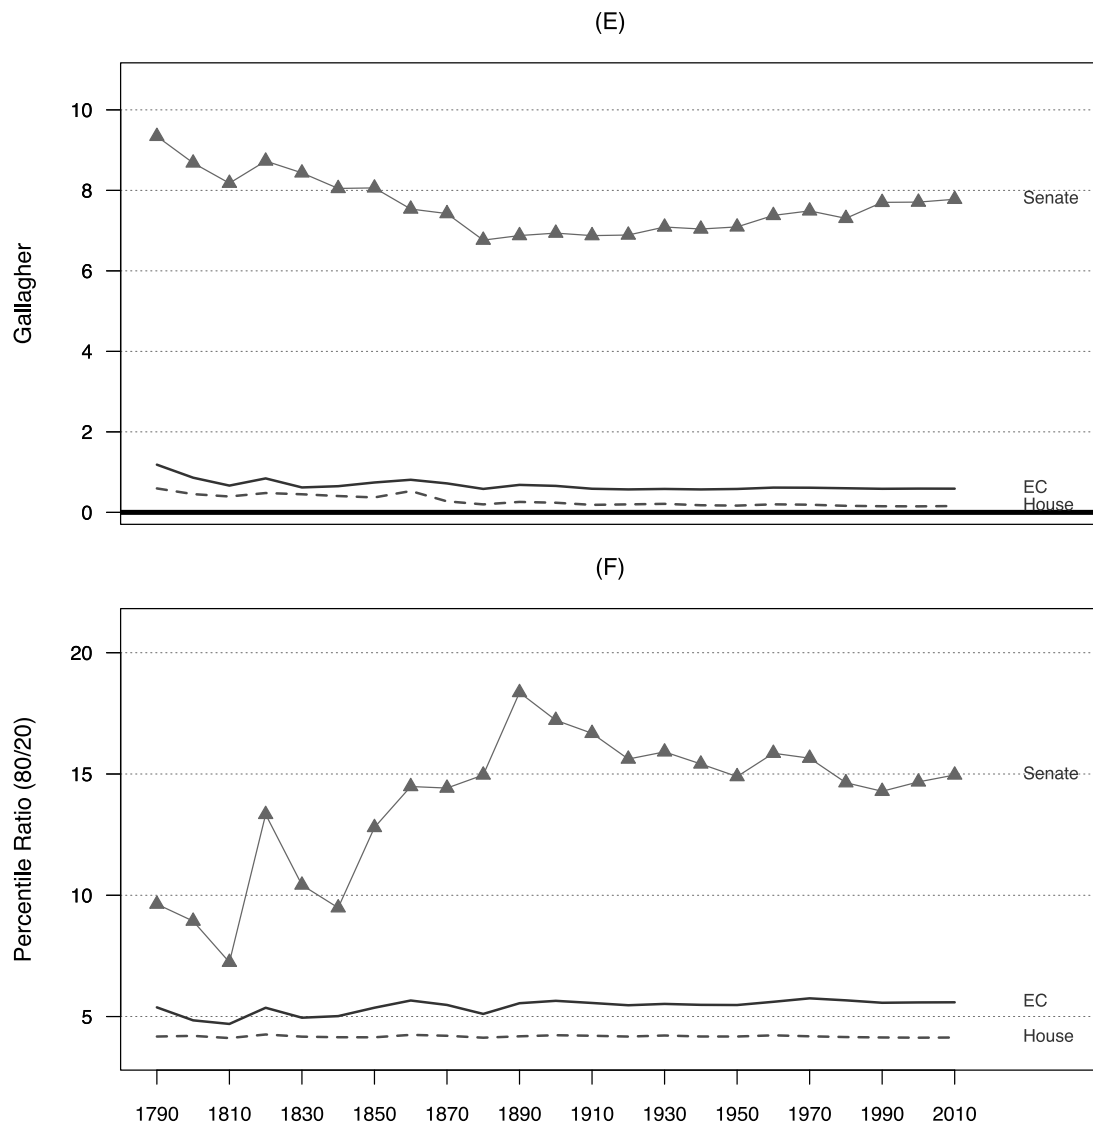 (E)
10
8
Senate
6
Gallagher
4
2
EC
House
0
(F)
20
15
Senate
Percentile Ratio (80/20)
10
5
EC
House
1790 1810 1830 1850 1870 1890 1910 1930 1950 1970 1990 2010